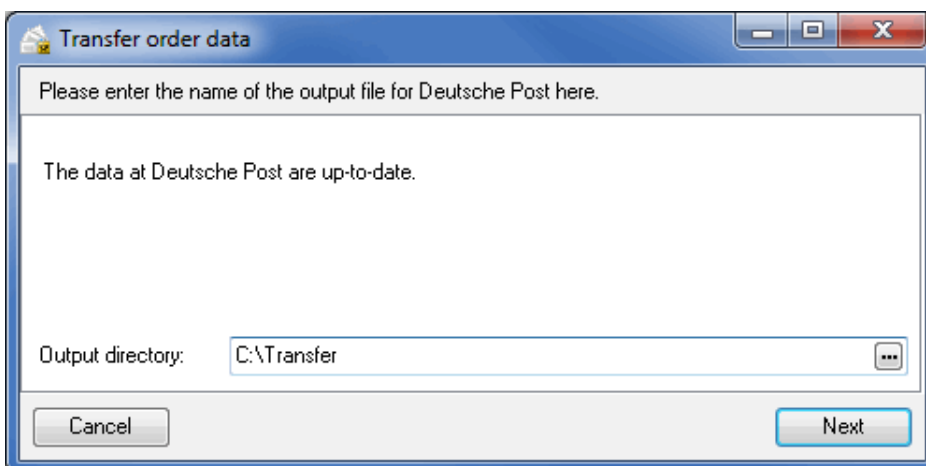 Transfer order data
Please enter the name of the output file for Deutsche Post here.
The data at Deutsche Post are up-to-date.
Output directory: C:\Transfer ...
Cancel Next